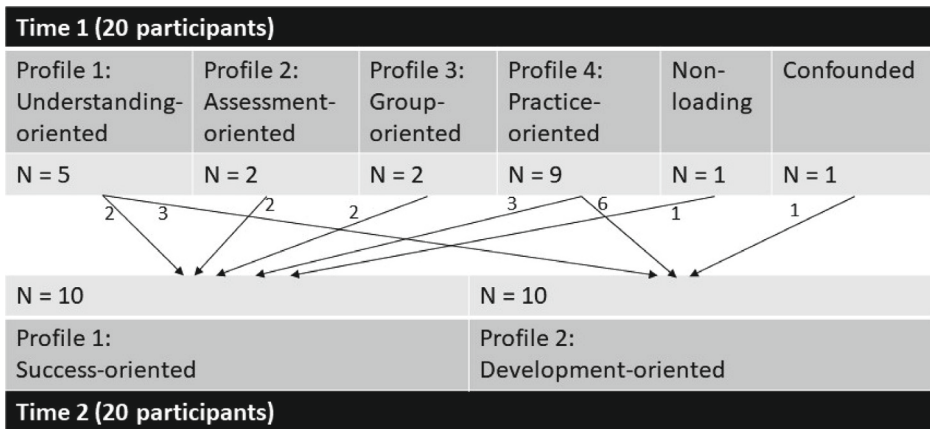 Time 1 (20 participants)
Profile 1: Profile 2: Profile 3: Profile 4: Non- Confounded
Understanding- Assessment- Group- Practice- loading
oriented oriented oriented oriented
N = 5 N = 2 N = 2 N = 9 N = 1 N = 1
2 3 2 2 3 6 1 1
N = 10 N = 10
Profile 1: Profile 2:
Success-oriented Development-oriented
Time 2 (20 participants)